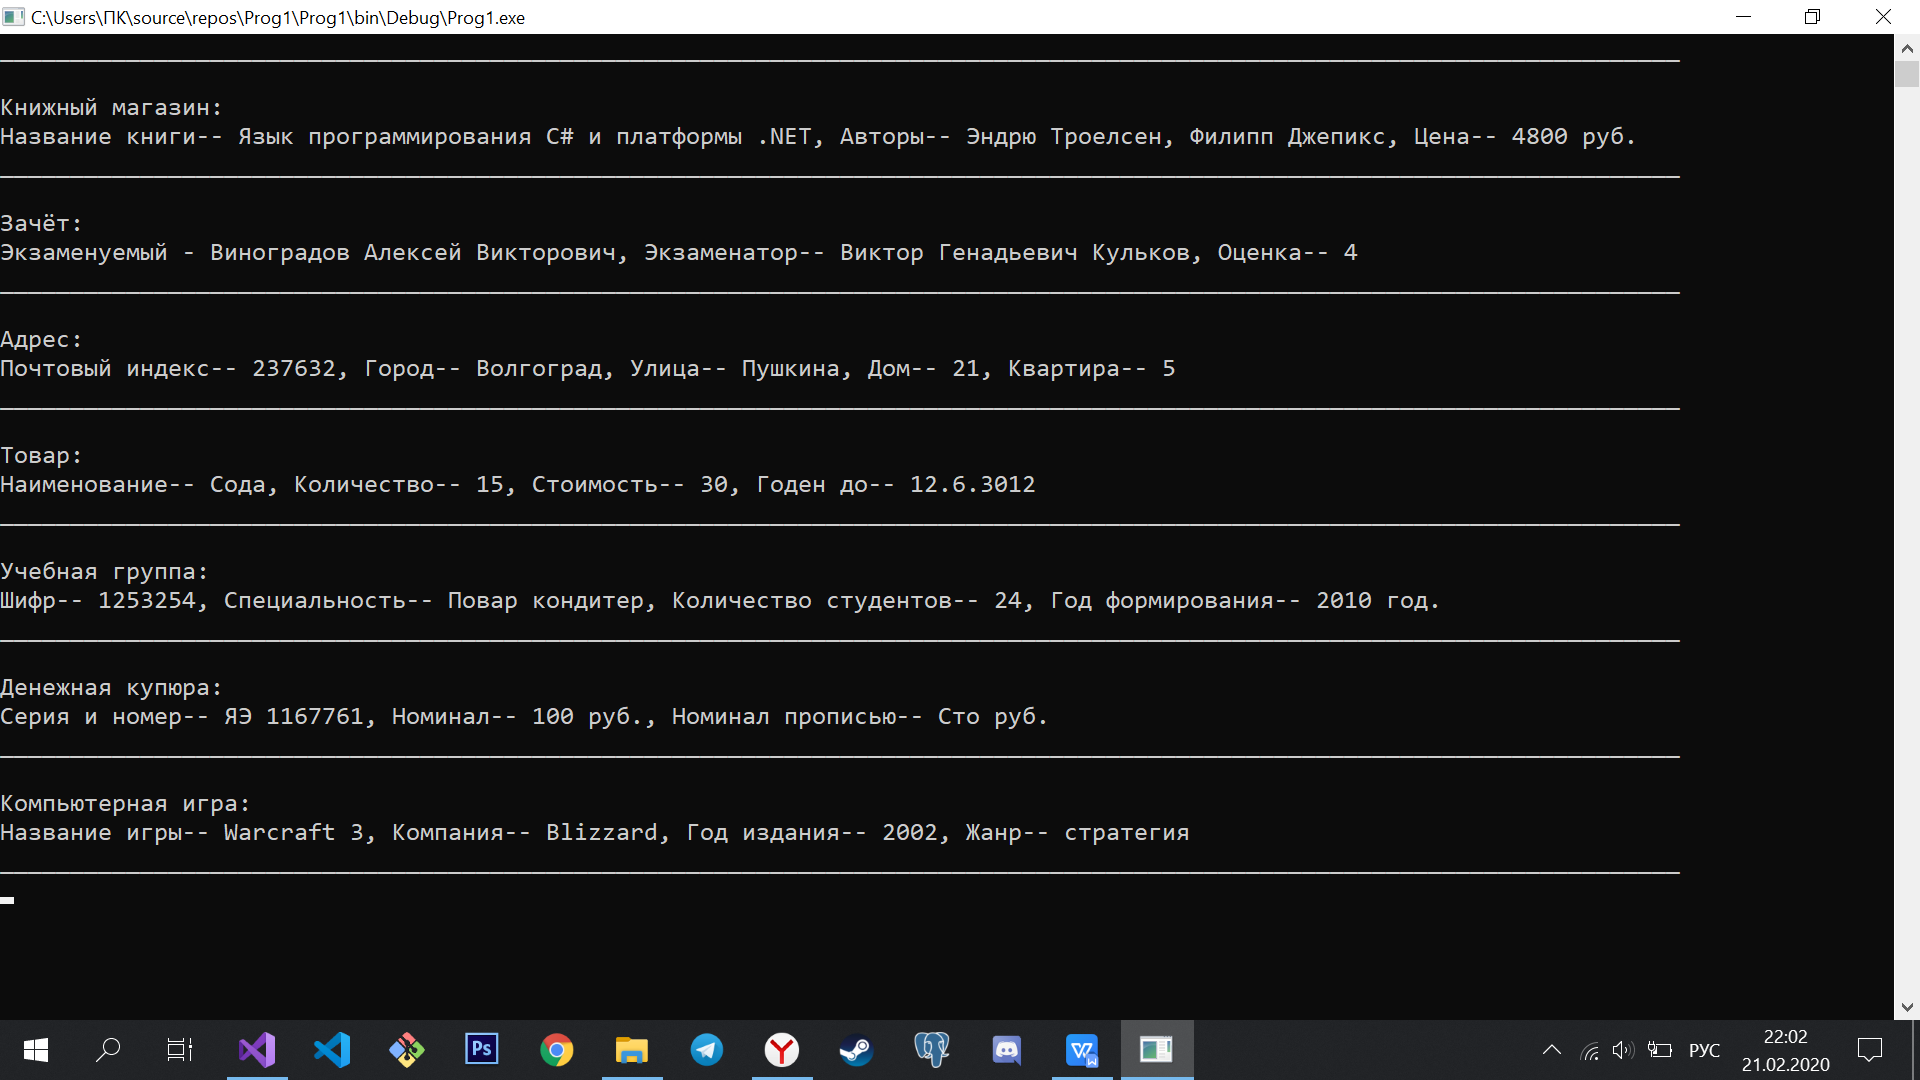 C:\Users\ПК\source\repos\Prog1\Prog1\bin\Debug\Prog1.exe
Книжный магазин:
Название книги-- Язык программирования C# и платформы .NET, Авторы-- Эндрю Троелсен, Филипп Джепикс, Цена-- 4800 руб.
Зачёт:
Экзаменуемый - Виноградов Алексей Викторович, Экзаменатор-- Виктор Генадьевич Кульков, Оценка-- 4
Адрес:
Почтовый индекс-- 237632, Город-- Волгоград, Улица-- Пушкина, Дом-- 21, Квартира-- 5
Товар:
Наименование-- Сода, Количество-- 15, Стоимость-- 30, Годен до-- 12.6.3012
Учебная группа:
Шифр-- 1253254, Специальность-- Повар кондитер, Количество студентов-- 24, Год формирования-- 2010 год.
Денежная купюра:
Серия и номер-- ЯЭ 1167761, Номинал-- 100 руб., Номинал прописью-- Сто руб.
Компьютерная игра:
Название игры-- Warcraft 3, Компания-- Blizzard, Год издания-- 2002, Жанр-- стратегия
Ps
РУС
22:02
21.02.2020